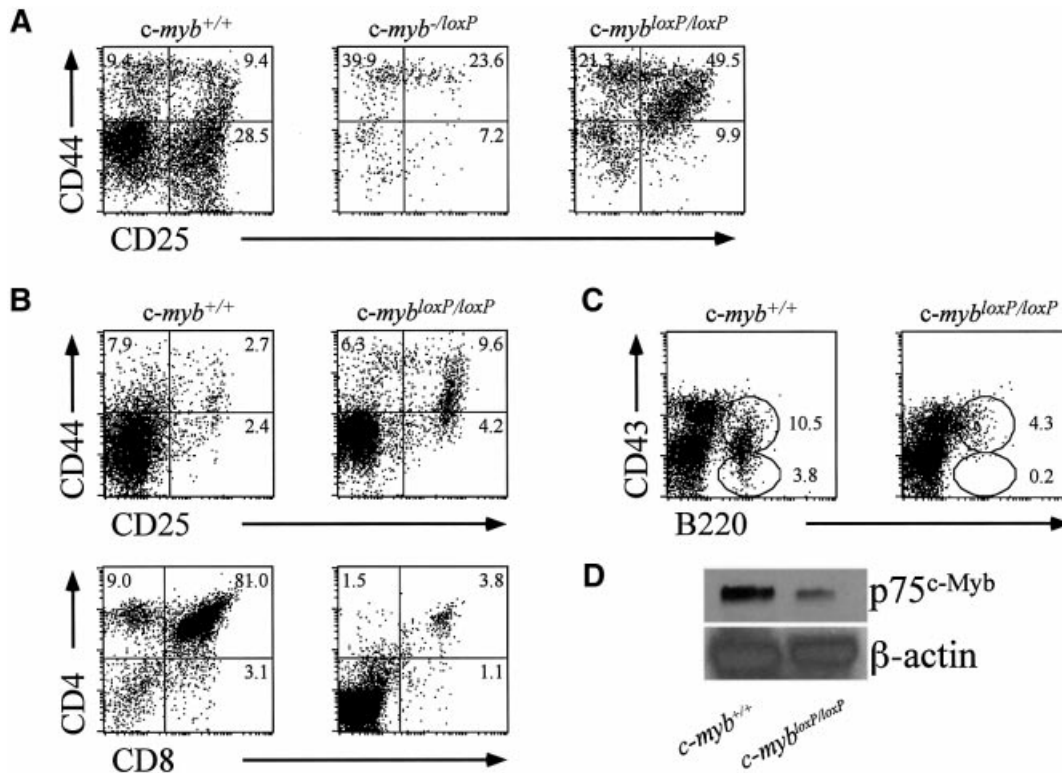 A
c-myb+/+
c-myb-/loxP
c-mybloxP/loxP
9.4 9.4
28.5
39.9 23.6
7.2
21.3 49.5
9.9
CD44
CD25
B
c-myb+/+
c-mybloxP/loxP
7.9 2.7
2.4
6.3 9.6
4.2
CD44
CD25
9.0 81.0
3.1
1.5 3.8
1.1
CD4
CD8
C
c-myb+/+
c-mybloxP/loxP
10.5
3.8
4.3
0.2
CD43
B220
D
p75c-Myb
β-actin
c-myb+/+
c-mybloxP/loxP